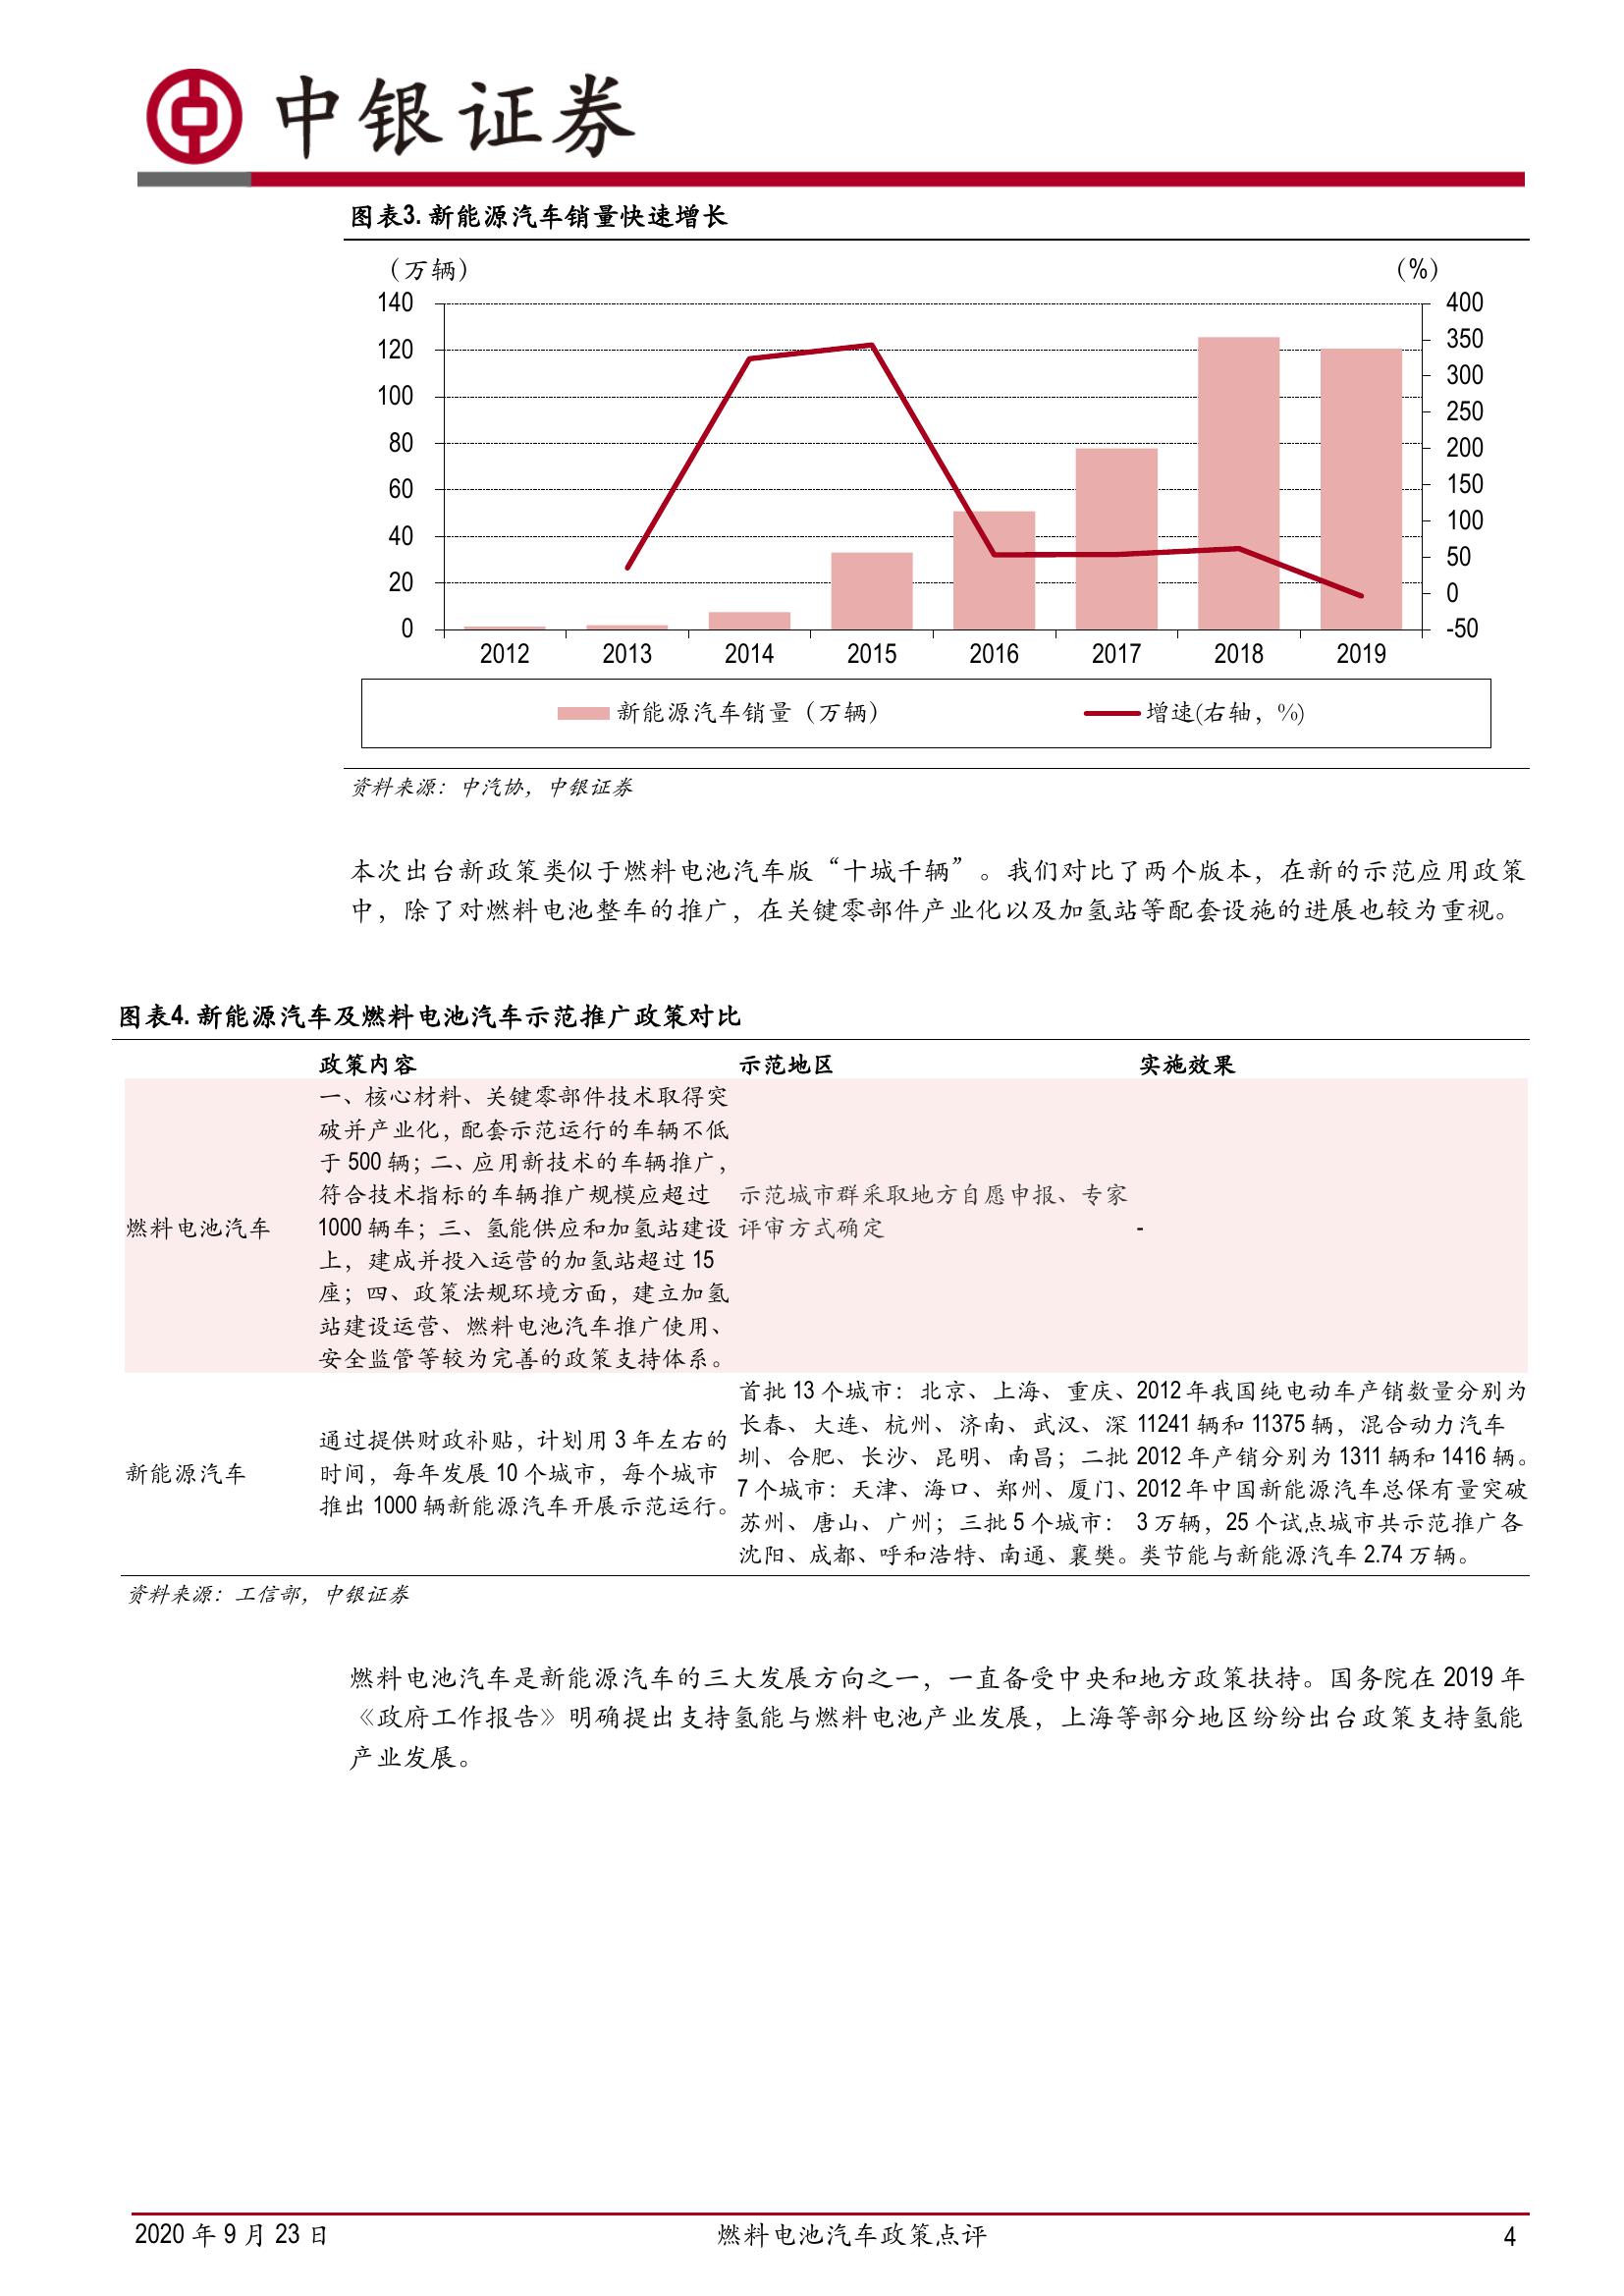 中银证券
图表3. 新能源汽车销量快速增长
（万辆）
（%）
140
120
100
80
60
40
20
0
400
350
300
250
200
150
100
50
0
-50
2012 2013 2014 2015 2016 2017 2018 2019
新能源汽车销量（万辆） 增速(右轴，%)
资料来源：中汽协，中银证券
本次出台新政策类似于燃料电池汽车版“十城千辆”。我们对比了两个版本，在新的示范应用政策
中，除了对燃料电池整车的推广，在关键零部件产业化以及加氢站等配套设施的进展也较为重视。
图表4. 新能源汽车及燃料电池汽车示范推广政策对比
政策内容 示范地区 实施效果
燃料电池汽车
一、核心材料、关键零部件技术取得突
破并产业化，配套示范运行的车辆不低
于 500 辆；二、应用新技术的车辆推广，
符合技术指标的车辆推广规模应超过
1000 辆车；三、氢能供应和加氢站建设
上，建成并投入运营的加氢站超过 15
座；四、政策法规环境方面，建立加氢
站建设运营、燃料电池汽车推广使用、
安全监管等较为完善的政策支持体系。
示范城市群采取地方自愿申报、专家
评审方式确定
-
新能源汽车
通过提供财政补贴，计划用 3 年左右的
时间，每年发展 10 个城市，每个城市
推出 1000 辆新能源汽车开展示范运行。
首批 13 个城市：北京、上海、重庆、
长春、大连、杭州、济南、武汉、深
圳、合肥、长沙、昆明、南昌；二批
7 个城市：天津、海口、郑州、厦门、
苏州、唐山、广州；三批 5 个城市：
沈阳、成都、呼和浩特、南通、襄樊。
2012 年我国纯电动车产销数量分别为
11241 辆和 11375 辆，混合动力汽车
2012 年产销分别为 1311 辆和 1416 辆。
2012 年中国新能源汽车总保有量突破
3 万辆，25 个试点城市共示范推广各
类节能与新能源汽车 2.74 万辆。
资料来源：工信部，中银证券
燃料电池汽车是新能源汽车的三大发展方向之一，一直备受中央和地方政策扶持。国务院在 2019 年
《政府工作报告》明确提出支持氢能与燃料电池产业发展，上海等部分地区纷纷出台政策支持氢能
产业发展。
2020 年 9 月 23 日 燃料电池汽车政策点评 4